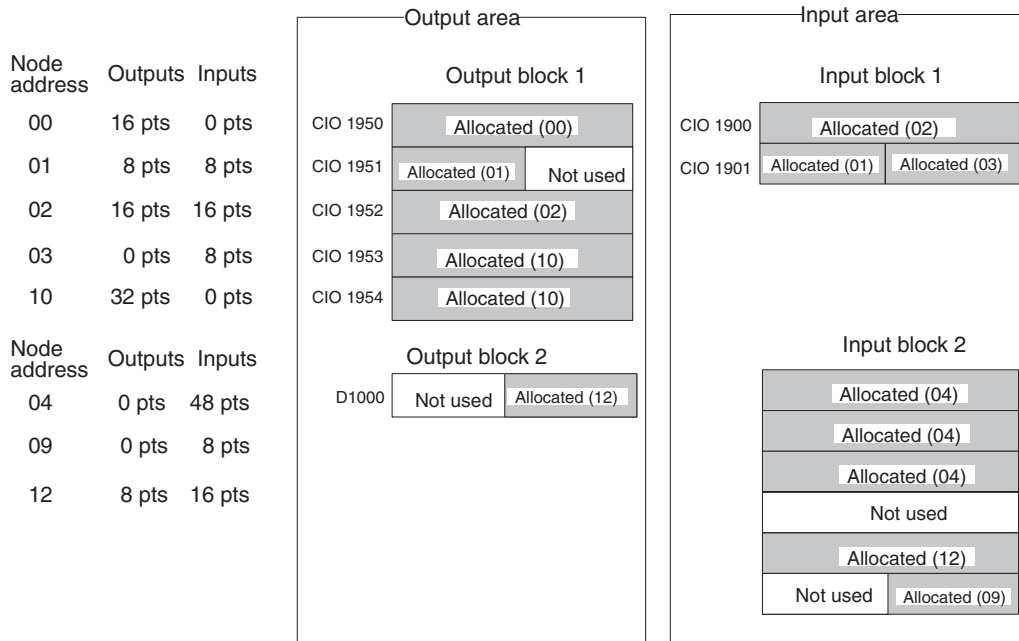 Node address Outputs Inputs
00 16 pts 0 pts
01 8 pts 8 pts
02 16 pts 16 pts
03 0 pts 8 pts
10 32 pts 0 pts
Node address Outputs Inputs
04 0 pts 48 pts
09 0 pts 8 pts
12 8 pts 16 pts
Output area
Output block 1
CIO 1950 Allocated (00)
CIO 1951 Allocated (01) Not used
CIO 1952 Allocated (02)
CIO 1953 Allocated (10)
CIO 1954 Allocated (10)
Output block 2
D1000 Not used Allocated (12)
Input area
Input block 1
CIO 1900 Allocated (02)
CIO 1901 Allocated (01) Allocated (03)
Input block 2
Allocated (04)
Allocated (04)
Allocated (04)
Not used
Allocated (12)
Not used Allocated (09)